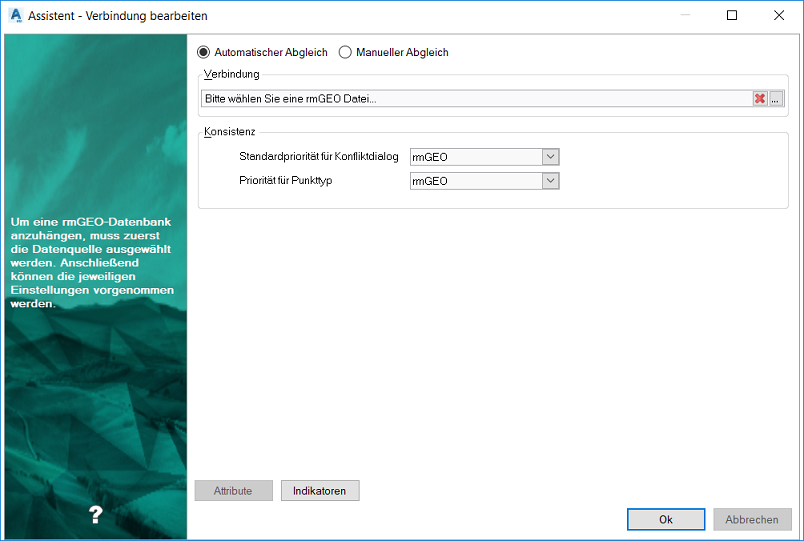 Assistent - Verbindung bearbeiten
Automatischer Abgleich Manueller Abgleich
Verbindung
Bitte wählen Sie eine rmGEO Datei... ...
Konsistenz
Standardpriorität für Konfliktdialog rmGEO
Priorität für Punkttyp rmGEO
Um eine rmGEO-Datenbank
anzuhängen, muss zuerst
die Datenquelle ausgewählt
werden. Anschließend
können die jeweiligen
Einstellungen vorgenommen
werden.
?
Attribute Indikatoren
Ok Abbrechen